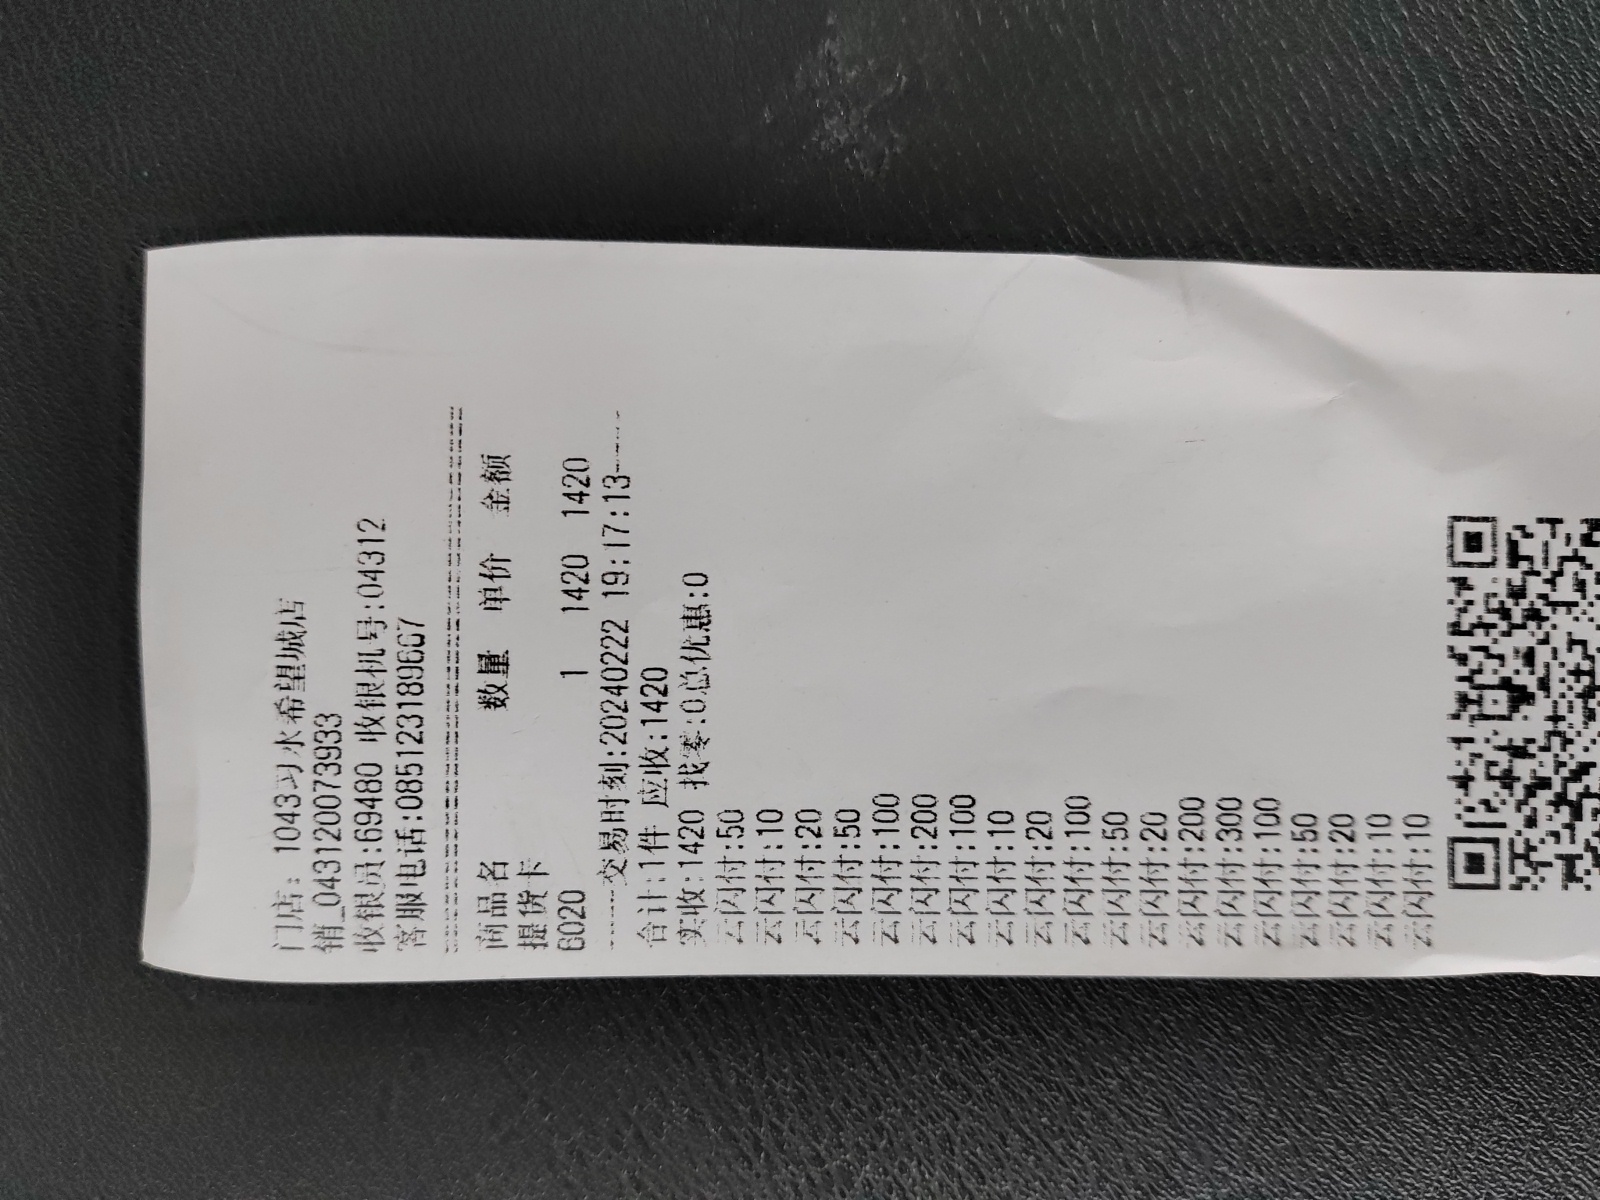 门店: 1043习水希望城店
销_0431200739​33
收银员:69480 收银机号:04312
客服电话:085123189667
商品名 数量 单价 金额
提货卡
6020 1 1420 1420
------交易时刻:20240222 19:17:13-----
合计:1件 应收:1420
实收:1420 找零:0总优惠:0
云闪付:50
云闪付:10
云闪付:20
云闪付:50
云闪付:100
云闪付:200
云闪付:100
云闪付:10
云闪付:20
云闪付:100
云闪付:50
云闪付:20
云闪付:200
云闪付:300
云闪付:100
云闪付:50
云闪付:20
云闪付:10
云闪付:10